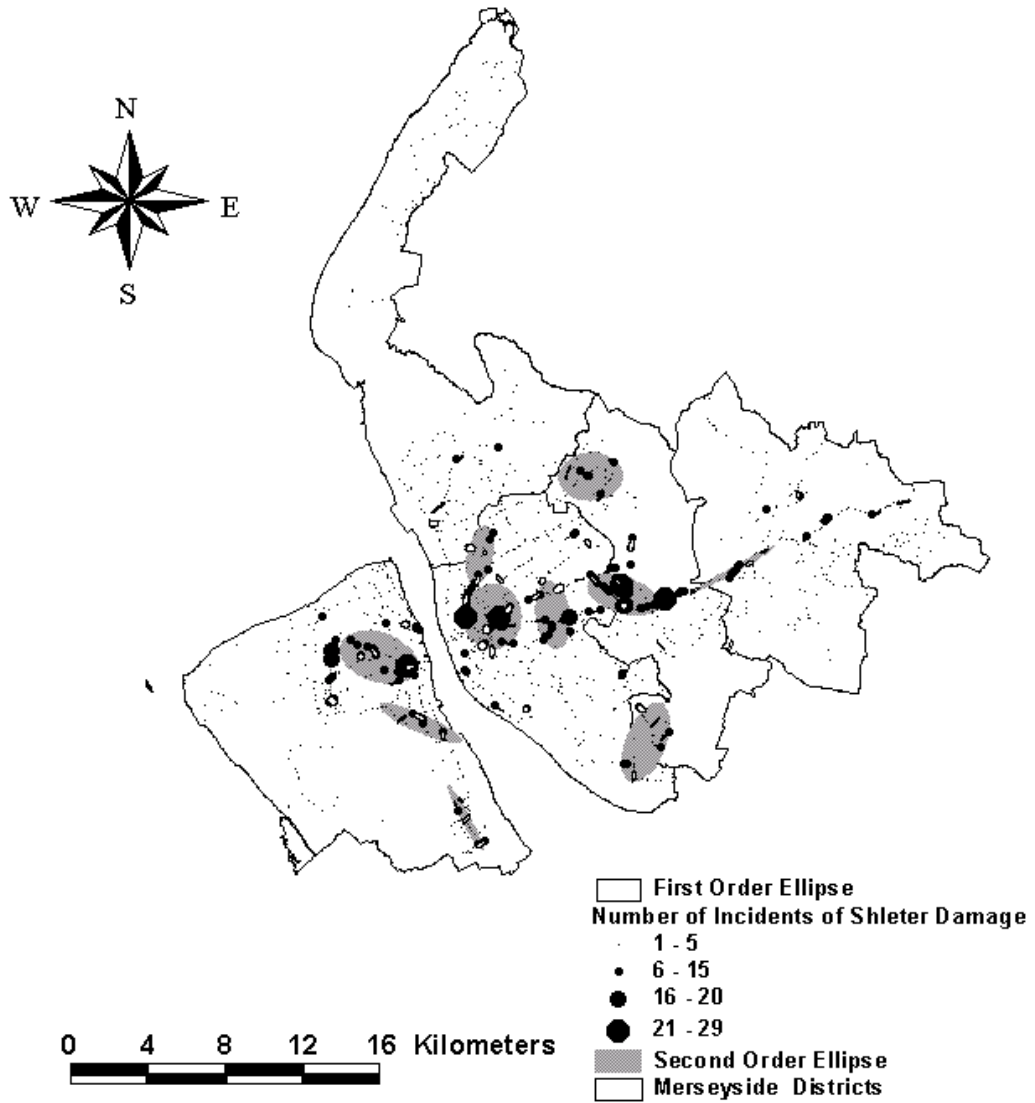 N
W E
S
First Order Ellipse
Number of Incidents of Shleter Damage
1 - 5
6 - 15
16 - 20
21 - 29
Second Order Ellipse
Merseyside Districts
0 4 8 12 16 Kilometers